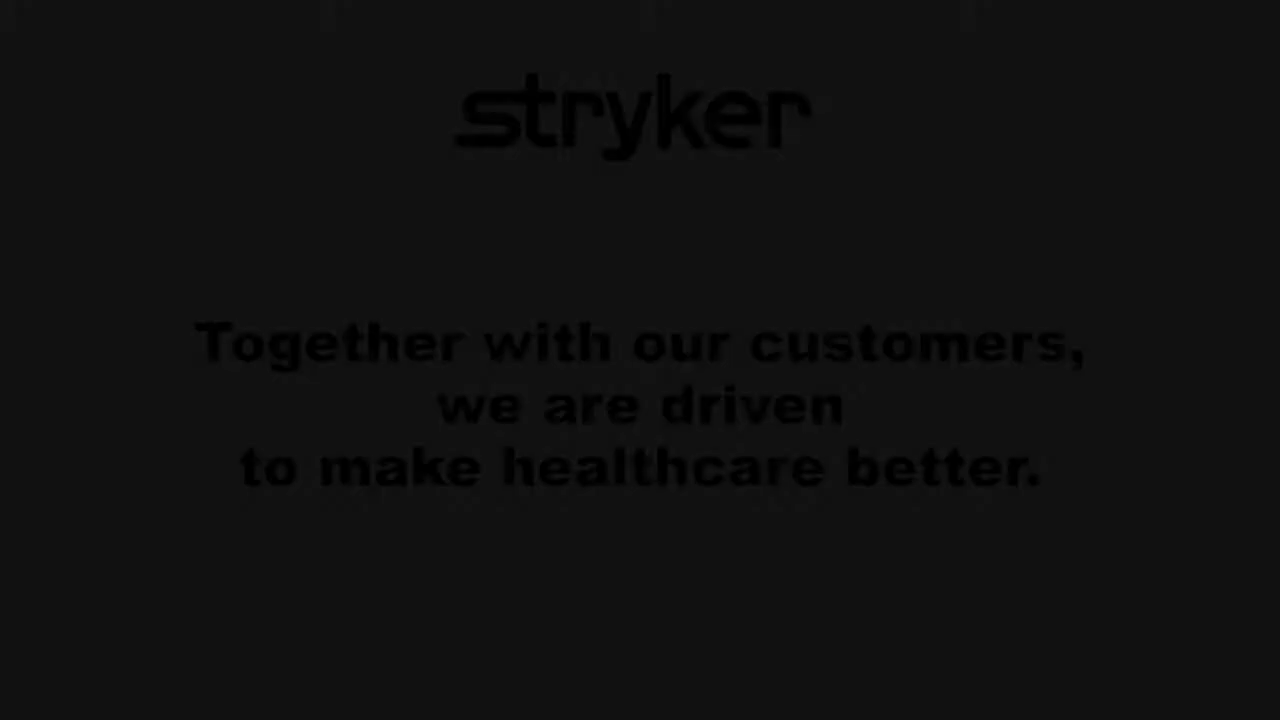 stryker
Together with our customers,
we are driven
to make healthcare better.